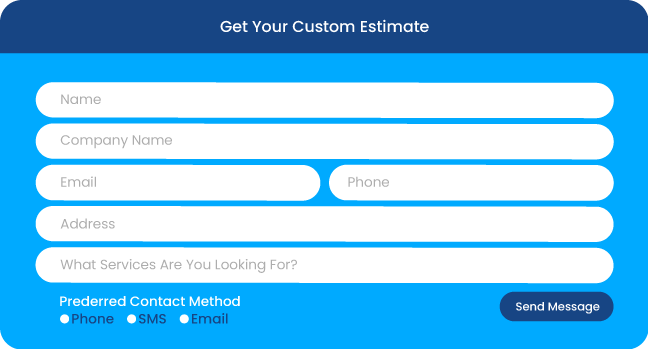 Get Your Custom Estimate
Name
Company Name
Email Phone
Address
What Services Are You Looking For?
Prederred Contact Method
Phone SMS Email Send Message